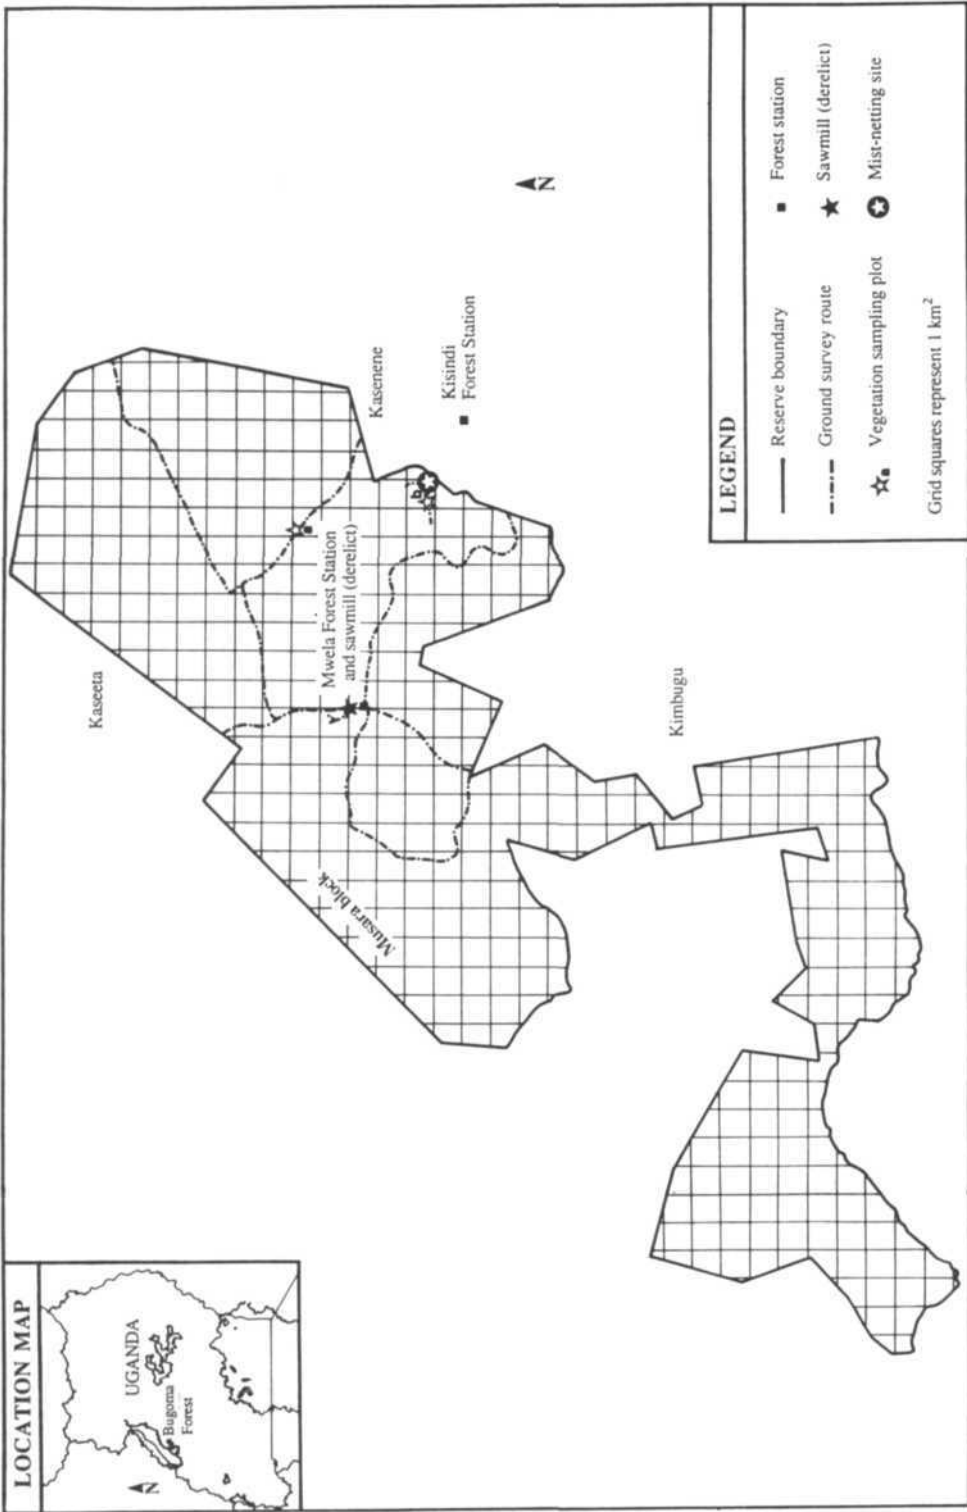 LOCATION MAP
UGANDA
Bugoma
Forest
N
Kaseeta
Musara block
Mwela Forest Station
and sawmill (derelict)
Kasenene
Kisindi
Forest Station
Kimbugu
N
LEGEND
Reserve boundary
Ground survey route
Vegetation sampling plot
Forest station
Sawmill (derelict)
Mist-netting site
Grid squares represent 1 km²